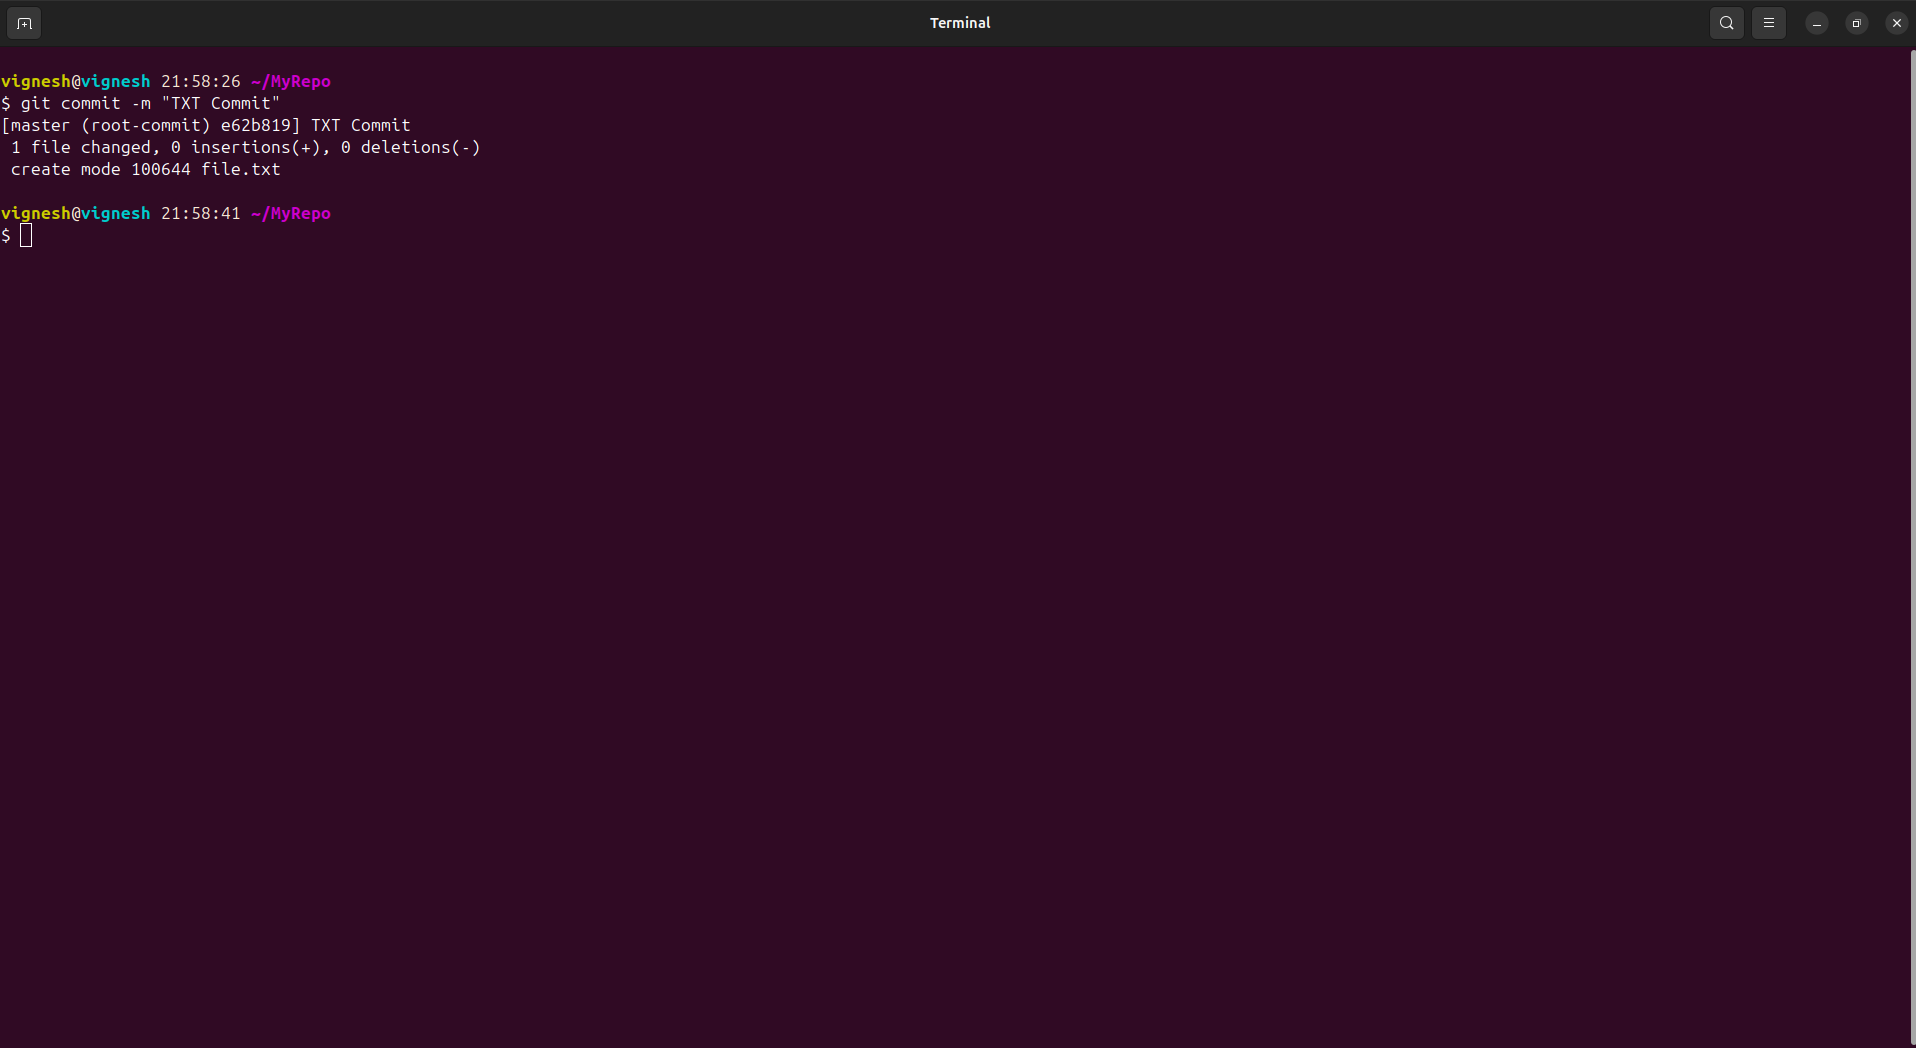 Terminal
vignesh@vignesh 21:58:26 ~/MyRepo
$ git commit -m "TXT Commit"
[master (root-commit) e62b819] TXT Commit
 1 file changed, 0 insertions(+), 0 deletions(-)
 create mode 100644 file.txt
vignesh@vignesh 21:58:41 ~/MyRepo
$